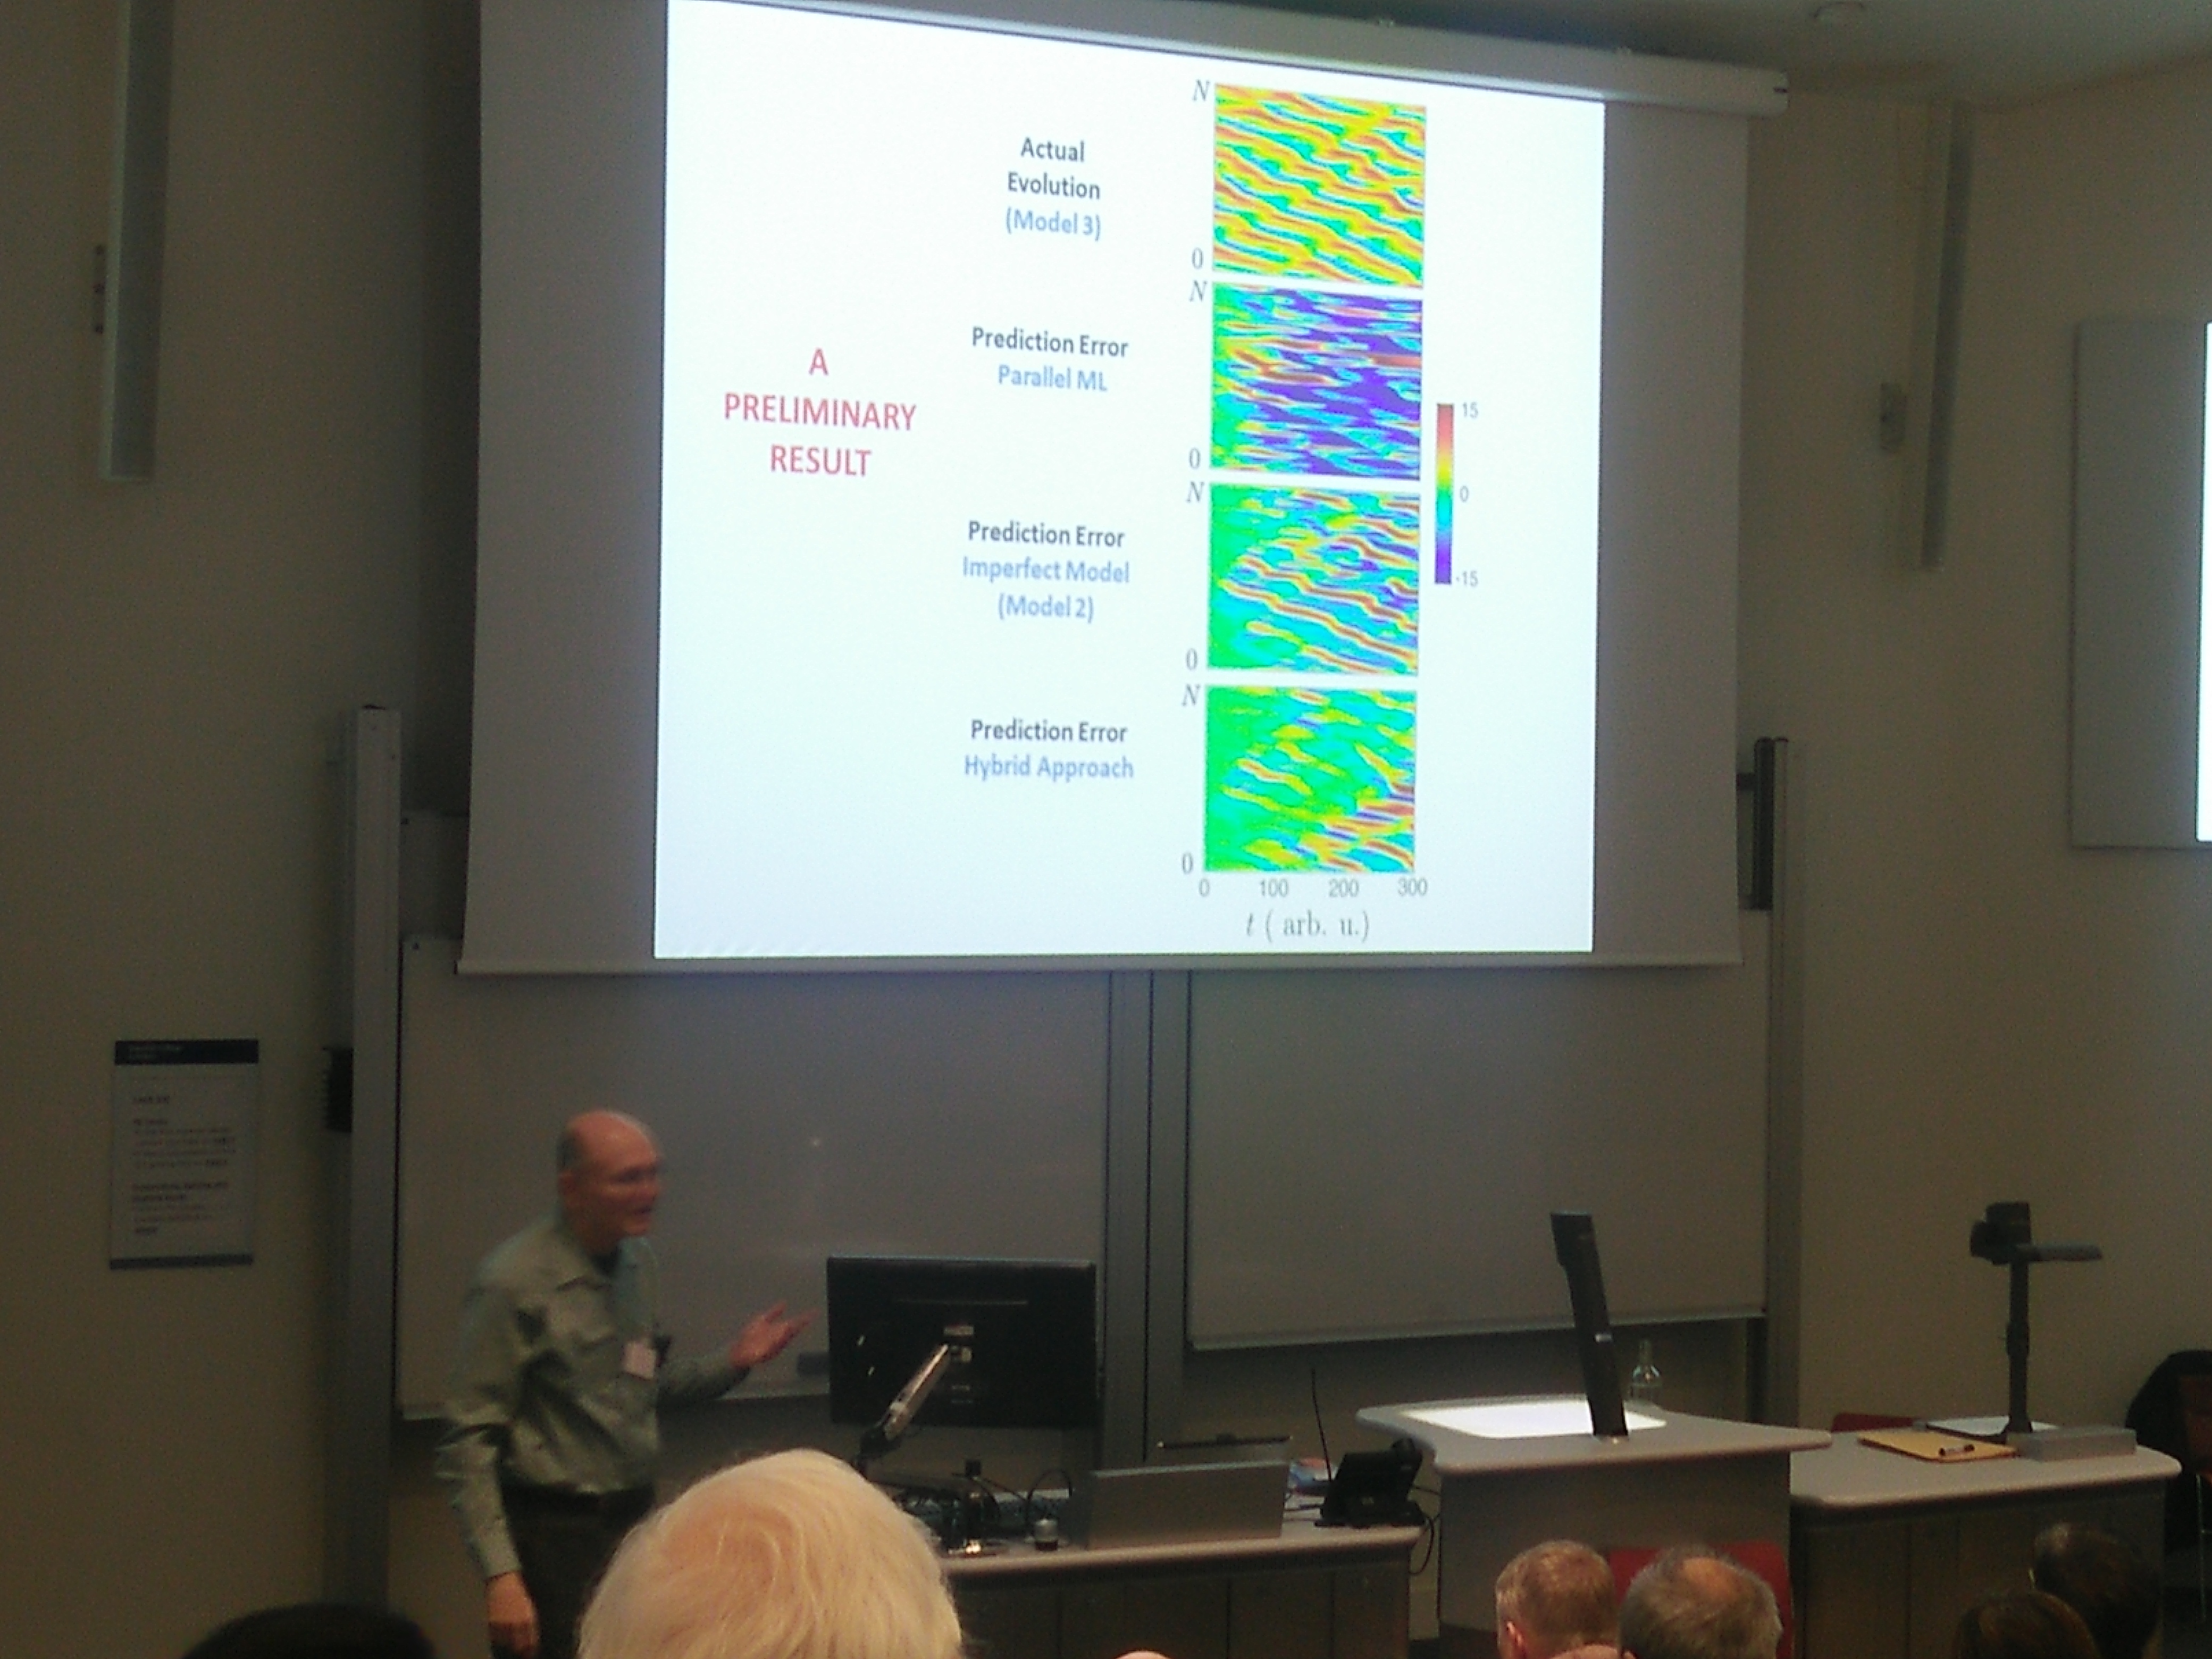 A
PRELIMINARY
RESULT
Actual
Evolution
(Model 3)
N
0
Prediction Error
Parallel ML
N
0
Prediction Error
Imperfect Model
(Model 2)
N
0
Prediction Error
Hybrid Approach
N
0
0 100 200 300
t ( arb. u.)
15
0
-15